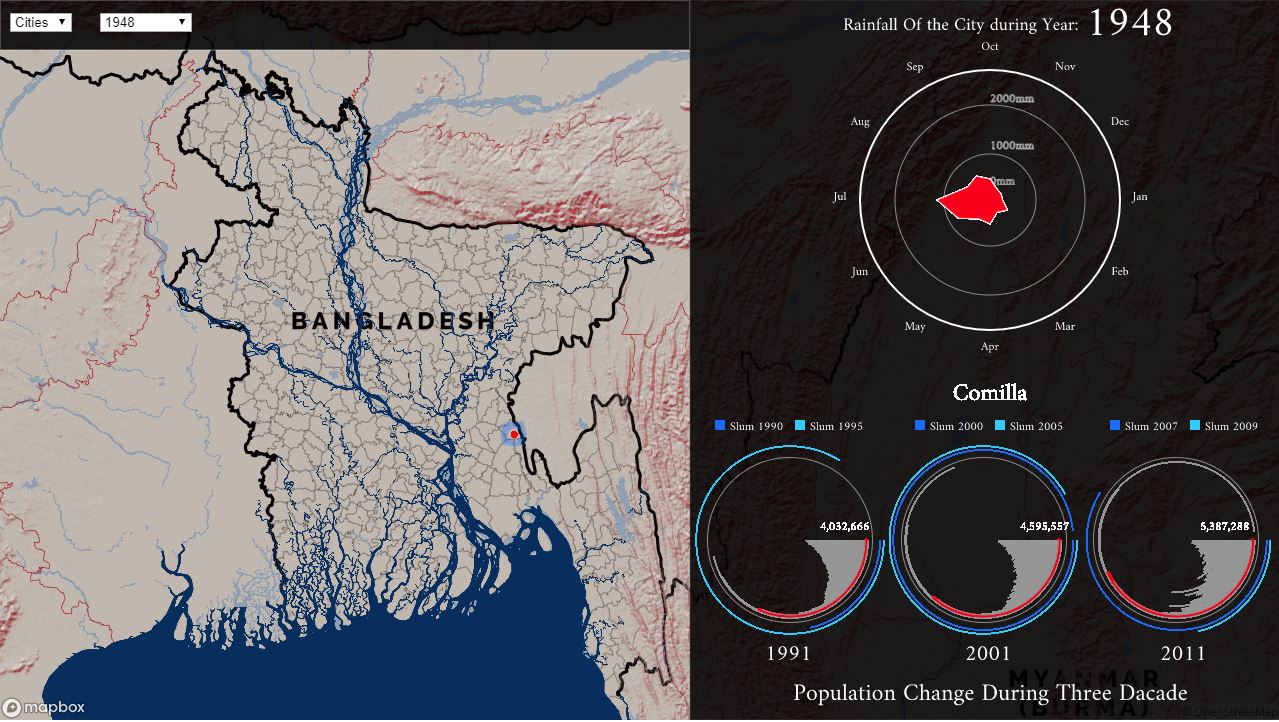 Cities
1948
Rainfall Of the City during Year: 1948
Oct
Sep
Nov
2000mm
Aug
Dec
1000mm
0mm
Jul
Jan
Jun
Feb
May
Mar
Apr
BANGLADESH
Comilla
Slum 1990
Slum 1995
Slum 2000
Slum 2005
Slum 2007
Slum 2009
4,032,666
4,595,557
5,387,288
1991
2001
2011
MYANMAR
(BURMA)
Population Change During Three Dacade
mapbox
© OpenStreetMap